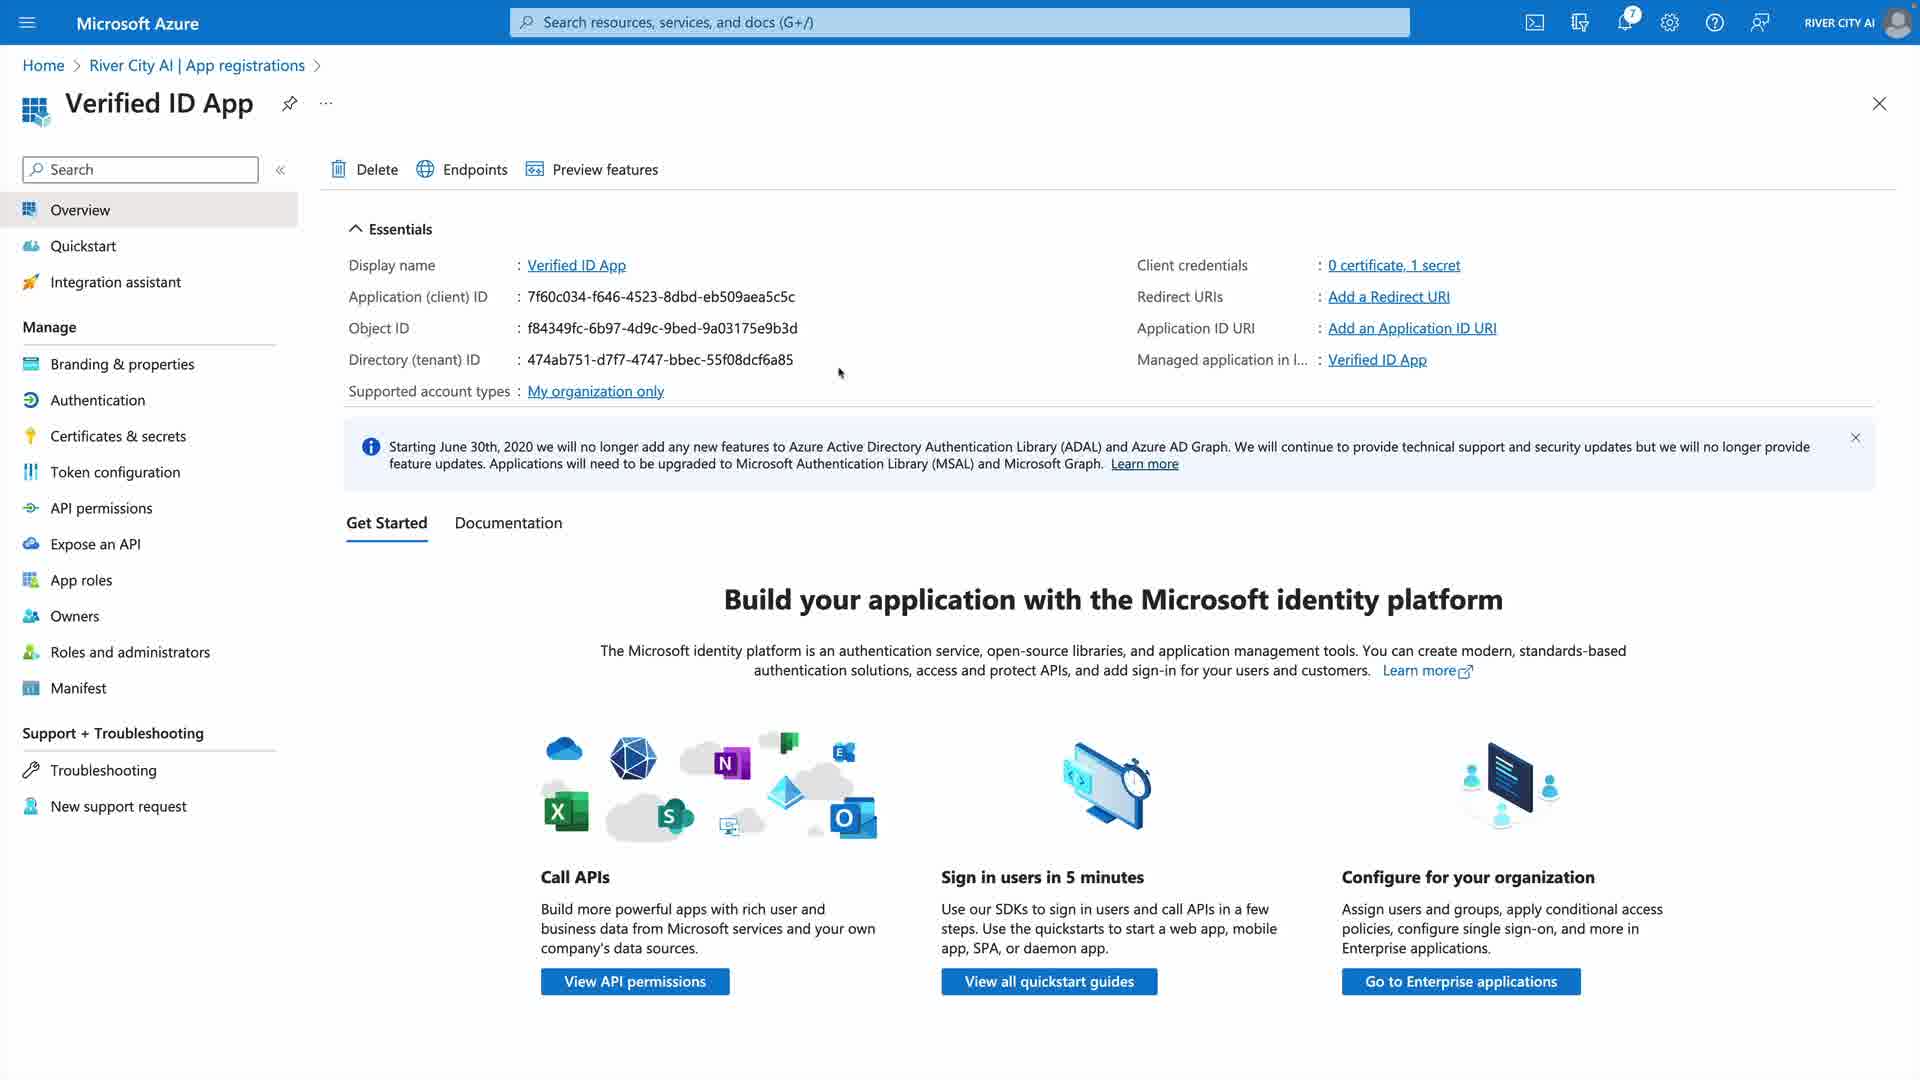 Microsoft Azure
Search resources, services, and docs (G+/)
7
RIVER CITY AI
Home > River City AI | App registrations >
Verified ID App
...
Search
«
Delete
Endpoints
Preview features
Overview
Quickstart
Integration assistant
Manage
Branding & properties
Authentication
Certificates & secrets
Token configuration
API permissions
Expose an API
App roles
Owners
Roles and administrators
Manifest
Support + Troubleshooting
Troubleshooting
New support request
Essentials
Display name : Verified ID App
Application (client) ID : 7f60c034-f646-4523-8dbd-eb509aea5c5c
Object ID : f84349fc-6b97-4d9c-9bed-9a03175e9b3d
Directory (tenant) ID : 474ab751-d7f7-4747-bbec-55f08dcf6a85
Supported account types : My organization only
Client credentials : 0 certificate, 1 secret
Redirect URIs : Add a Redirect URI
Application ID URI : Add an Application ID URI
Managed application in l... : Verified ID App
Starting June 30th, 2020 we will no longer add any new features to Azure Active Directory Authentication Library (ADAL) and Azure AD Graph. We will continue to provide technical support and security updates but we will no longer provide
feature updates. Applications will need to be upgraded to Microsoft Authentication Library (MSAL) and Microsoft Graph. Learn more
Get Started
Documentation
Build your application with the Microsoft identity platform
The Microsoft identity platform is an authentication service, open-source libraries, and application management tools. You can create modern, standards-based
authentication solutions, access and protect APIs, and add sign-in for your users and customers. Learn more
N
E
X
S
O
Call APIs
Build more powerful apps with rich user and
business data from Microsoft services and your own
company's data sources.
View API permissions
Sign in users in 5 minutes
Use our SDKs to sign in users and call APIs in a few
steps. Use the quickstarts to start a web app, mobile
app, SPA, or daemon app.
View all quickstart guides
Configure for your organization
Assign users and groups, apply conditional access
policies, configure single sign-on, and more in
Enterprise applications.
Go to Enterprise applications